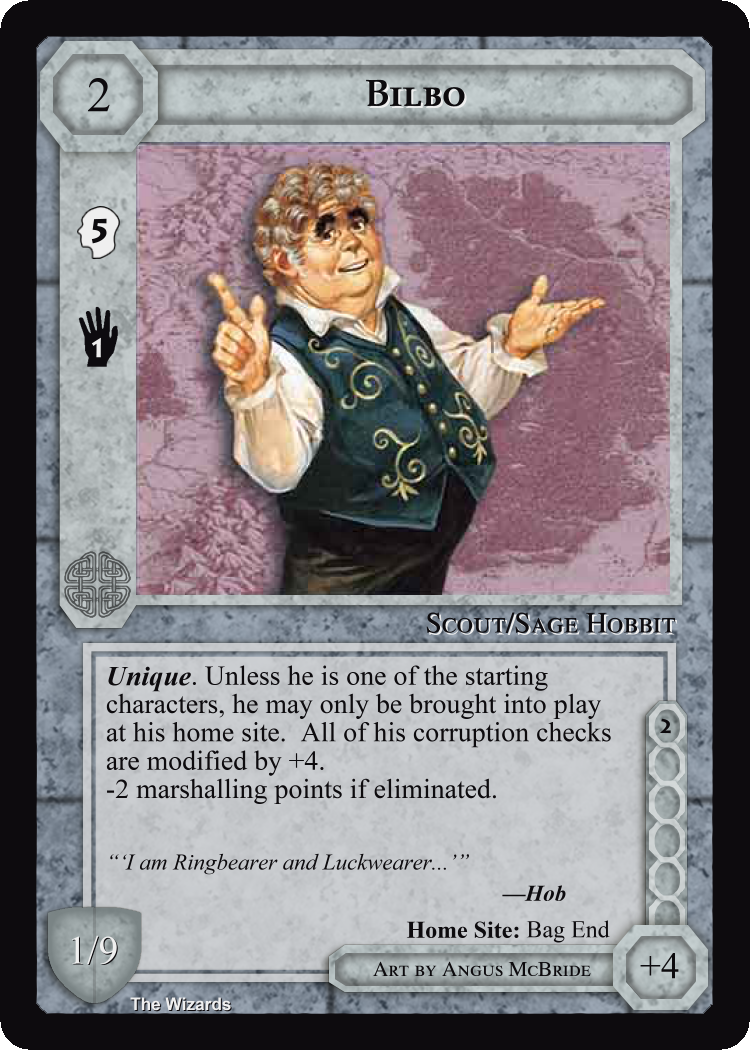 2
Bilbo
5
1
Scout/Sage Hobbit
Unique. Unless he is one of the starting
characters, he may only be brought into play
at his home site. All of his corruption checks
are modified by +4.
-2 marshalling points if eliminated.
2
“‘I am Ringbearer and Luckwearer...’”
—Hob
Home Site: Bag End
1/9
Art by Angus McBride
+4
The Wizards